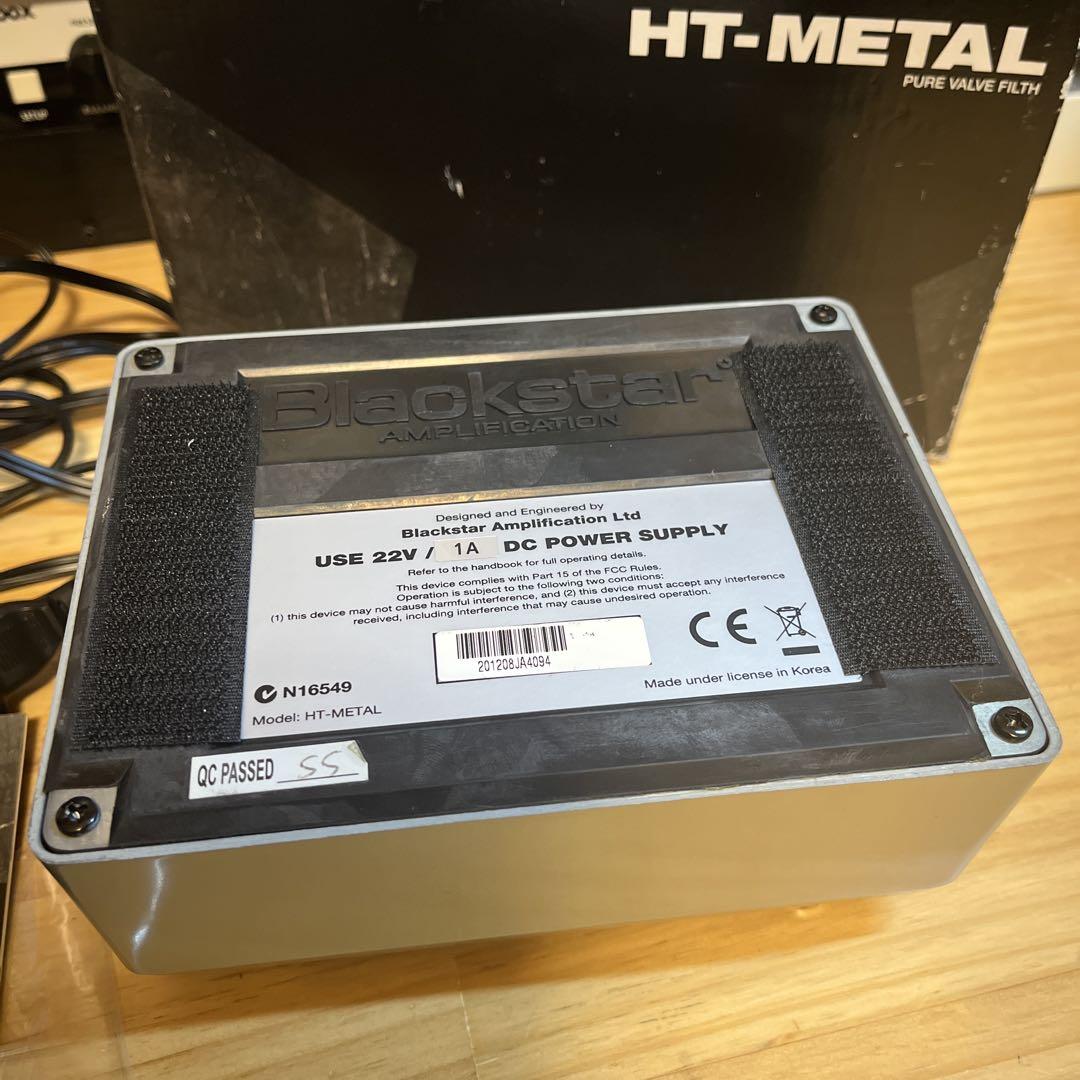 HT-METAL
PURE VALVE FILTH
SETUP
Blackstar®
AMPLIFICATION
Designed and Engineered by
Blackstar Amplification Ltd
USE 22V / 1A DC POWER SUPPLY
Refer to the handbook for full operating details.
This device complies with Part 15 of the FCC Rules.
Operation is subject to the following two conditions:
(1) this device may not cause harmful interference, and (2) this device must accept any interference
received, including interference that may cause undesired operation.
201208JA4094
CE
N16549
Made under license in Korea
Model: HT-METAL
QC PASSED SS